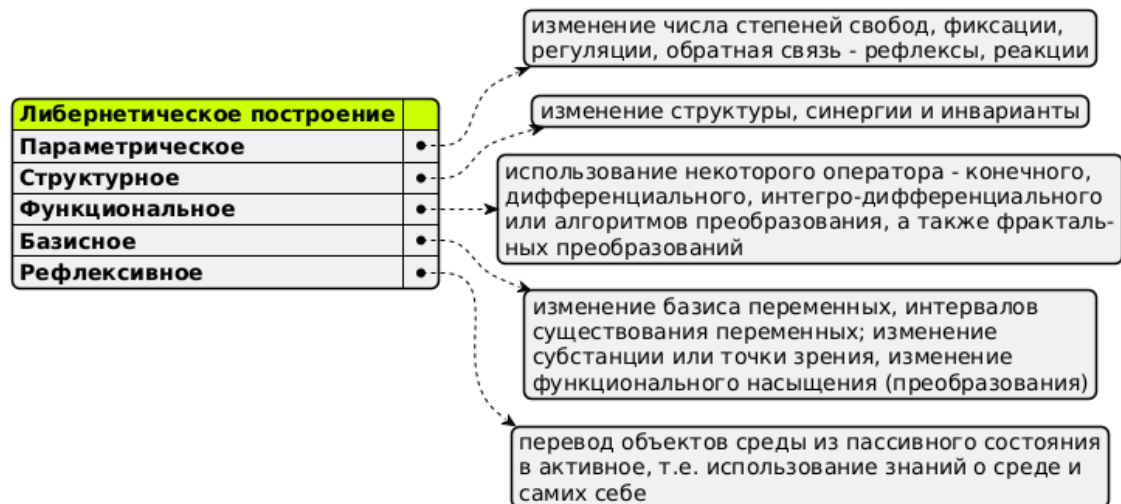 изменение числа степеней свобод, фиксации,
регуляции, обратная связь - рефлексы, реакции
Либернетическое построение
Параметрическое
Структурное
Функциональное
Базисное
Рефлексивное
изменение структуры, синергии и инварианты
использование некоторого оператора - конечного,
дифференциального, интегро-дифференциального
или алгоритмов преобразования, а также фракталь-
ных преобразований
изменение базиса переменных, интервалов
существования переменных; изменение
субстанции или точки зрения, изменение
функционального насыщения (преобразования)
перевод объектов среды из пассивного состояния
в активное, т.е. использование знаний о среде и
самих себе